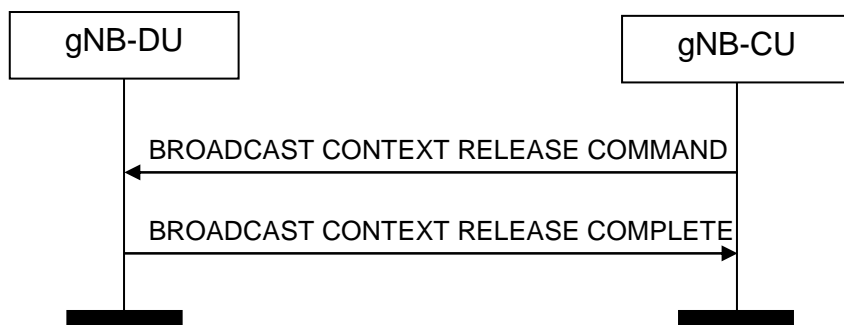 gNB-DU
gNB-CU
BROADCAST CONTEXT RELEASE COMMAND
BROADCAST CONTEXT RELEASE COMPLETE